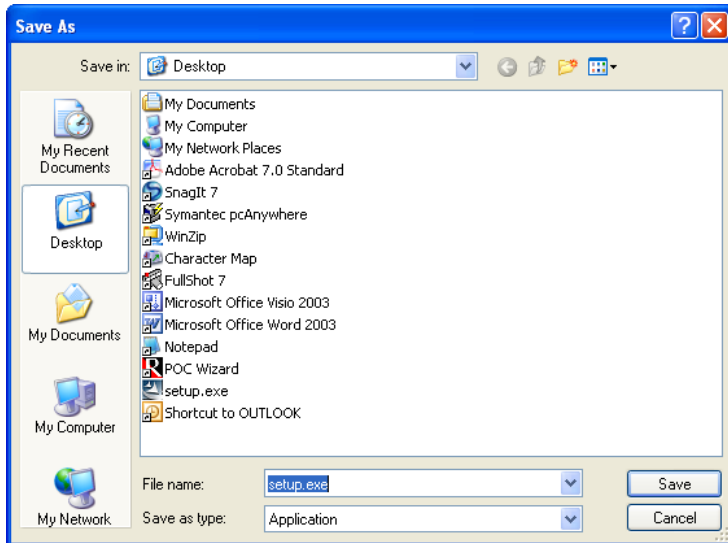 Save As
Save in: Desktop
My Recent
Documents
Desktop
My Documents
My Computer
My Network
My Documents
My Computer
My Network Places
Adobe Acrobat 7.0 Standard
SnagIt 7
Symantec pcAnywhere
WinZip
Character Map
FullShot 7
Microsoft Office Visio 2003
Microsoft Office Word 2003
Notepad
POC Wizard
setup.exe
Shortcut to OUTLOOK
File name: setup.exe Save
Save as type: Application Cancel